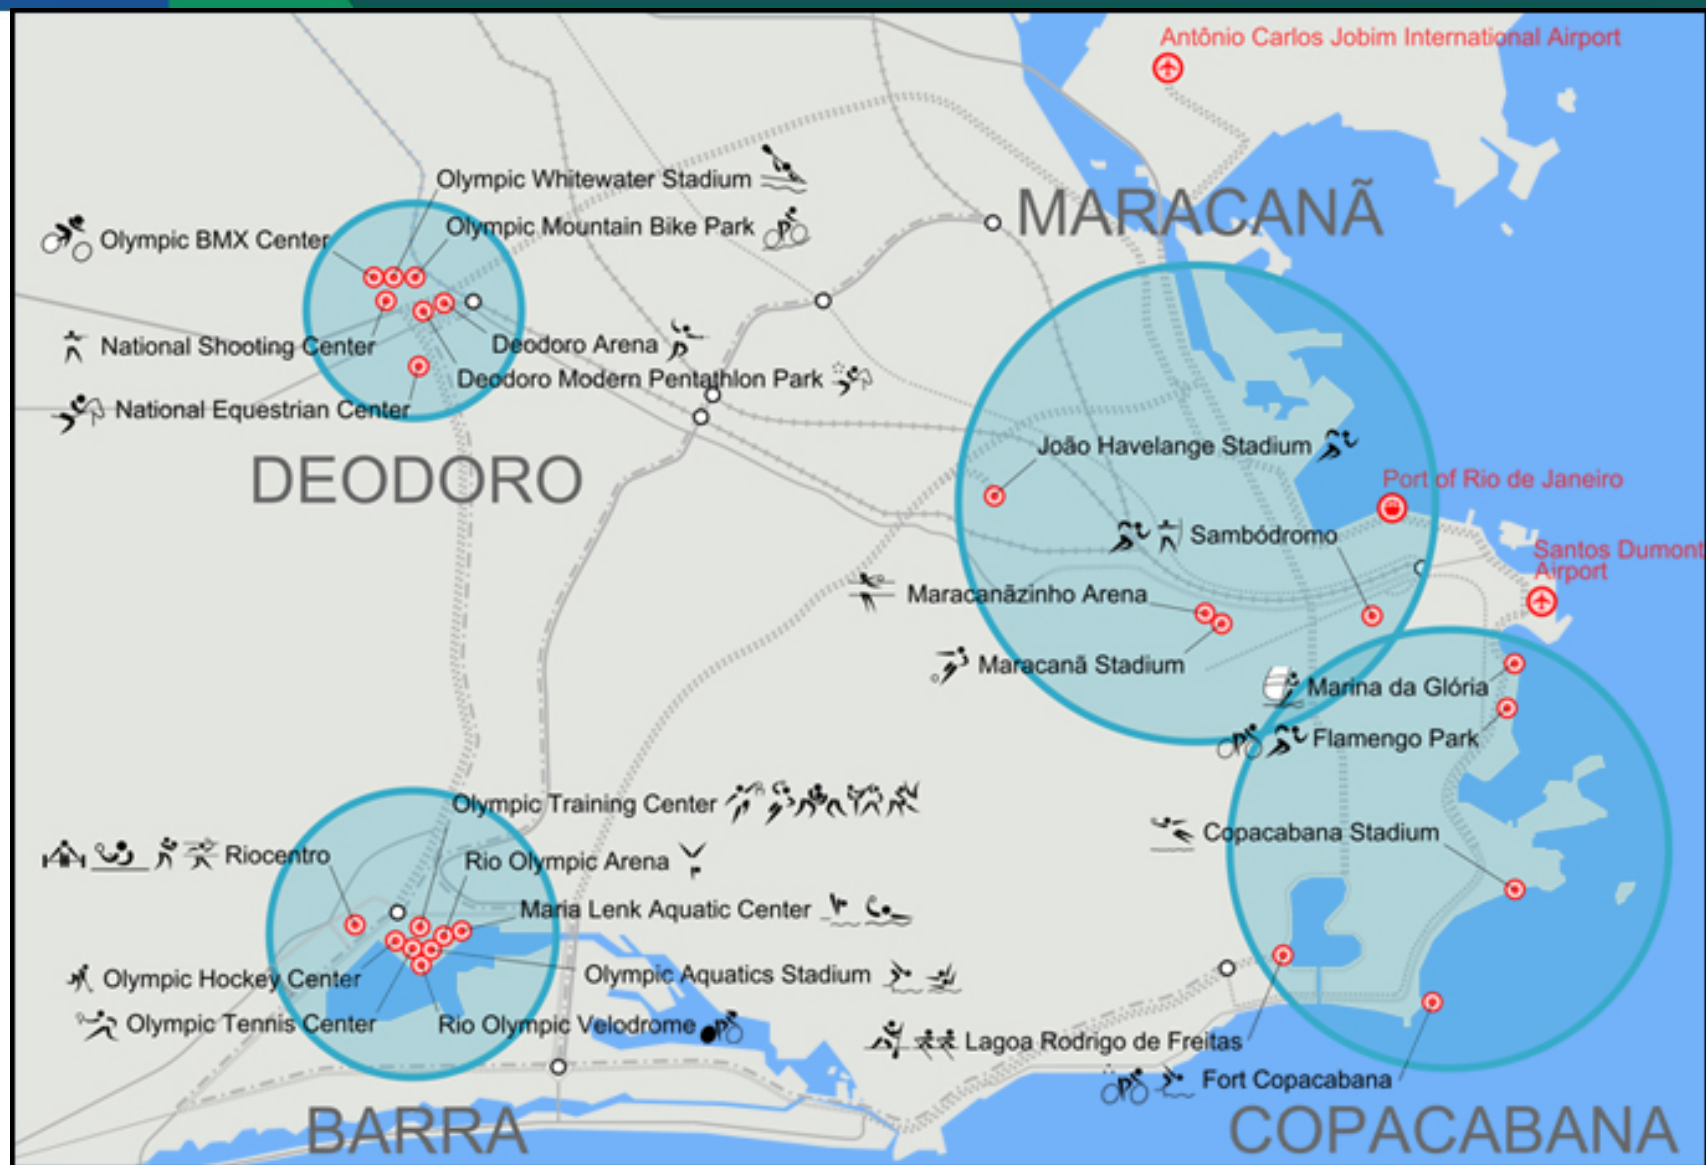 Antônio Carlos Jobim International Airport
Olympic Whitewater Stadium
MARACANÃ
Olympic Mountain Bike Park
Olympic BMX Center
National Shooting Center
Deodoro Arena
Deodoro Modern Pentathlon Park
National Equestrian Center
DEODORO
João Havelange Stadium
Port of Rio de Janeiro
Sambódromo
Santos Dumont
Airport
Maracanãzinho Arena
Maracanã Stadium
Marina da Glória
Flamengo Park
Olympic Training Center
Copacabana Stadium
Riocentro
Rio Olympic Arena
Maria Lenk Aquatic Center
Olympic Hockey Center
Olympic Aquatics Stadium
Olympic Tennis Center
Rio Olympic Velodrome
Lagoa Rodrigo de Freitas
Fort Copacabana
BARRA
COPACABANA